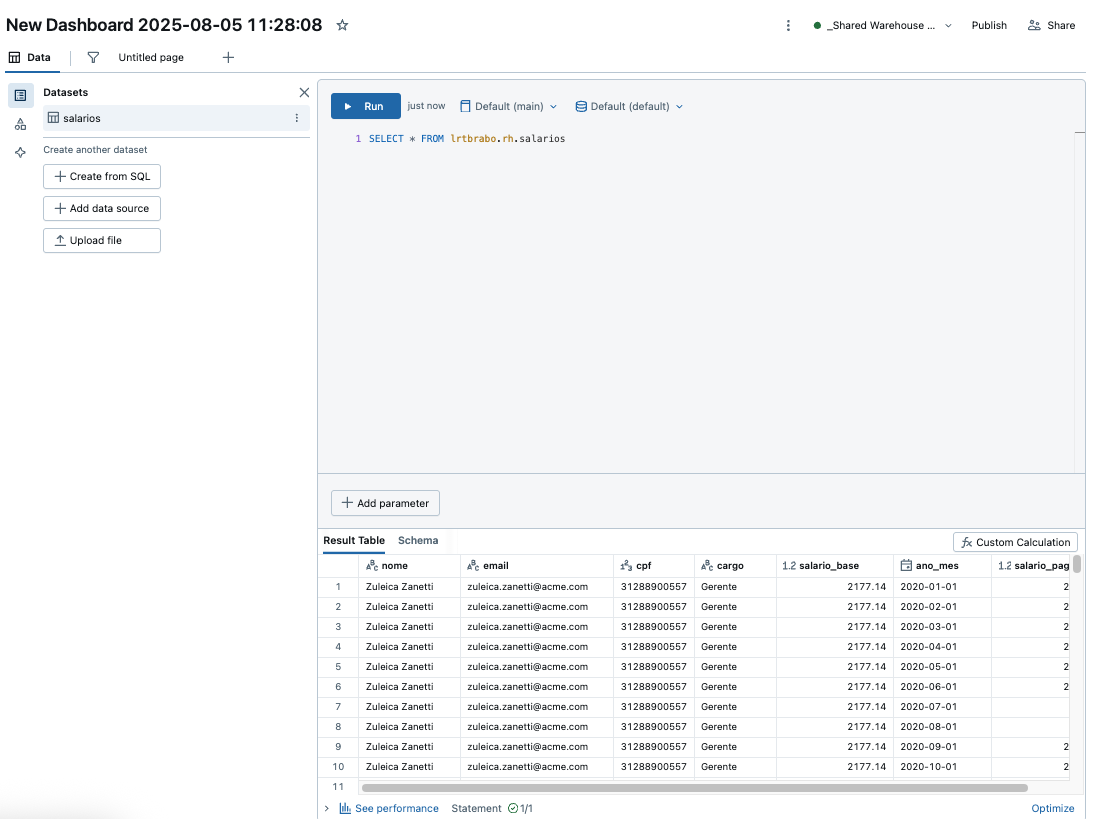 New Dashboard 2025-08-05 11:28:08
_Shared Warehouse ...
Publish
Share
Data
Untitled page
Datasets
salarios
Create another dataset
Create from SQL
Add data source
Upload file
Run
just now
Default (main)
Default (default)
1 SELECT * FROM lrtbrabo.rh.salarios
Add parameter
Result Table
Schema
Custom Calculation
nome email cpf cargo 1.2 salario_base ano_mes 1.2 salario_pag
1 Zuleica Zanetti zuleica.zanetti@acme.com 31288900557 Gerente 2177.14 2020-01-01 2
2 Zuleica Zanetti zuleica.zanetti@acme.com 31288900557 Gerente 2177.14 2020-02-01 2
3 Zuleica Zanetti zuleica.zanetti@acme.com 31288900557 Gerente 2177.14 2020-03-01 2
4 Zuleica Zanetti zuleica.zanetti@acme.com 31288900557 Gerente 2177.14 2020-04-01 2
5 Zuleica Zanetti zuleica.zanetti@acme.com 31288900557 Gerente 2177.14 2020-05-01 2
6 Zuleica Zanetti zuleica.zanetti@acme.com 31288900557 Gerente 2177.14 2020-06-01 2
7 Zuleica Zanetti zuleica.zanetti@acme.com 31288900557 Gerente 2177.14 2020-07-01
8 Zuleica Zanetti zuleica.zanetti@acme.com 31288900557 Gerente 2177.14 2020-08-01
9 Zuleica Zanetti zuleica.zanetti@acme.com 31288900557 Gerente 2177.14 2020-09-01 2
10 Zuleica Zanetti zuleica.zanetti@acme.com 31288900557 Gerente 2177.14 2020-10-01 2
11
See performance
Statement 1/1
Optimize